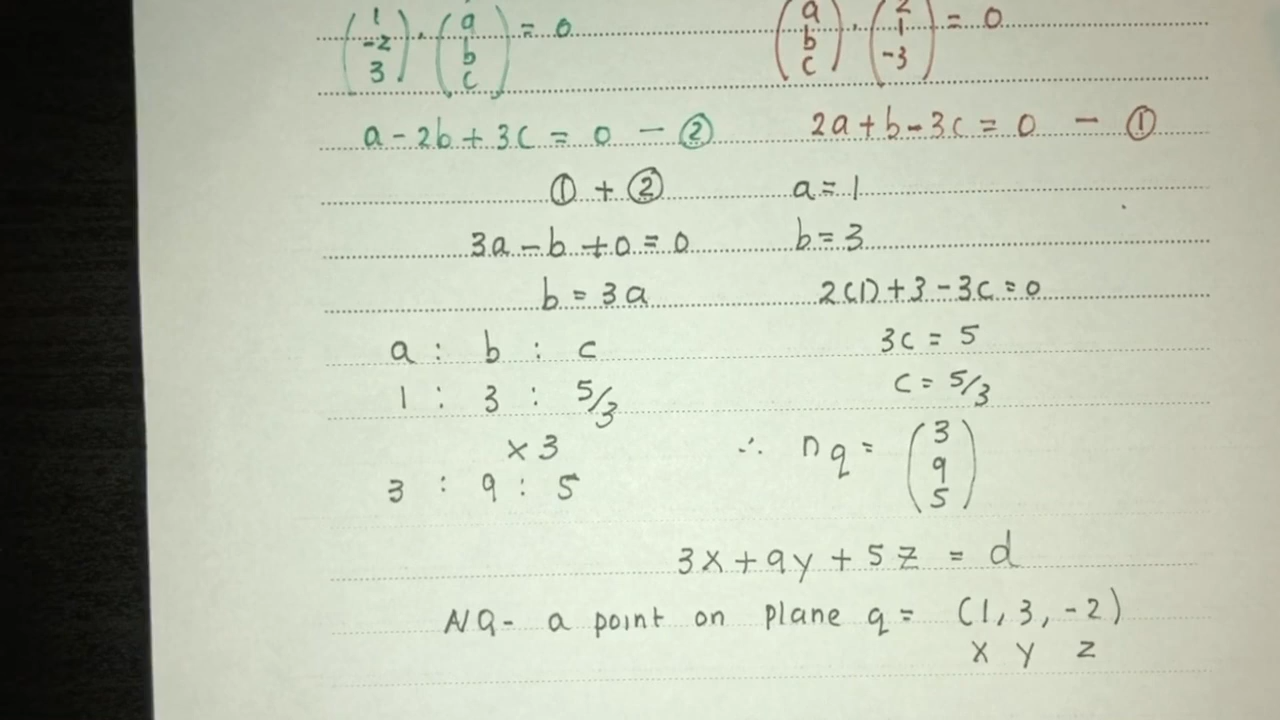 (1 -2 3) · (a b c) = 0 (a b c) · (2 1 -3) = 0
a - 2b + 3c = 0 - ② 2a + b - 3c = 0 - ①
① + ② a = 1
3a - b + 0 = 0 b = 3
b = 3a 2(1) + 3 - 3c = 0
a : b : c 3c = 5
1 : 3 : 5/3 c = 5/3
× 3 ∴ nq = (3 9 5)
3 : 9 : 5
3x + 9y + 5z = d
NQ - a point on plane q = (1, 3, -2)
x y z